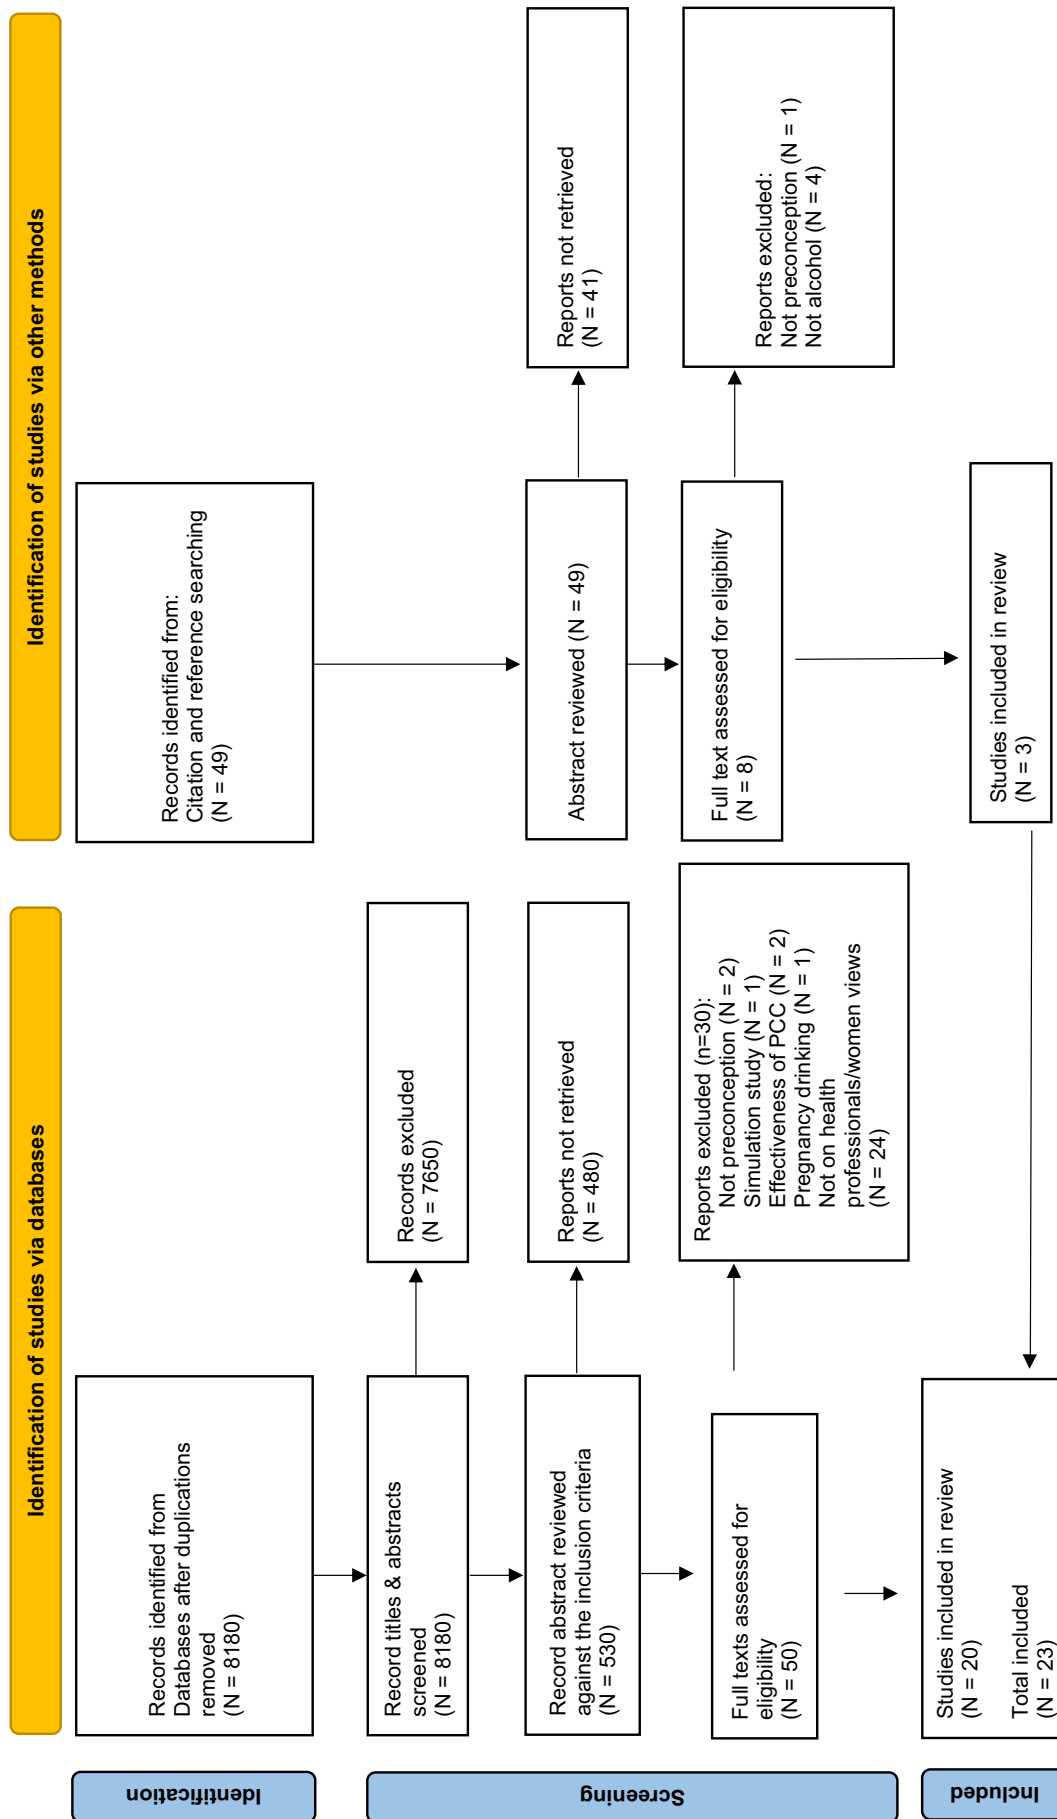 Identification of studies via databases
Identification of studies via other methods
Identification
Records identified from
Databases after duplications
removed
(N = 8180)
Records identified from:
Citation and reference searching
(N = 49)
Screening
Record titles & abstracts
screened
(N = 8180)
Records excluded
(N = 7650)
Record abstract reviewed
against the inclusion criteria
(N = 530)
Reports not retrieved
(N = 480)
Abstract reviewed (N = 49)
Reports not retrieved
(N = 41)
Full texts assessed for
eligibility
(N = 50)
Reports excluded (n=30):
Not preconception (N = 2)
Simulation study (N = 1)
Effectiveness of PCC (N = 2)
Pregnancy drinking (N = 1)
Not on health
professionals/women views
(N = 24)
Full text assessed for eligibility
(N = 8)
Reports excluded:
Not preconception (N = 1)
Not alcohol (N = 4)
Included
Studies included in review
(N = 20)
Total included
(N = 23)
Studies included in review
(N = 3)